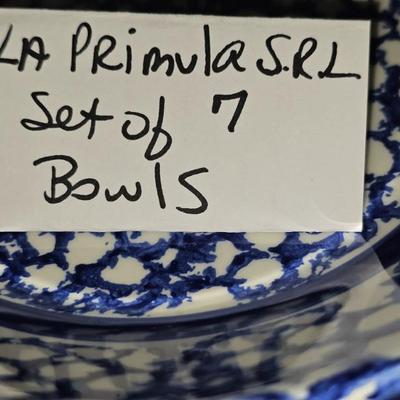 LA PRimula S.R.L
Set of 7
Bowls